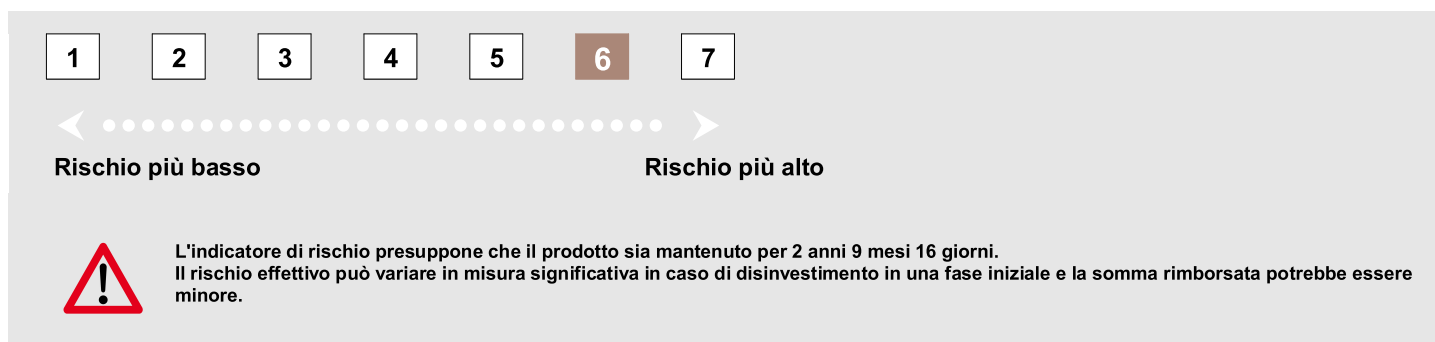 1 2 3 4 5 6 7
Rischio più basso Rischio più alto
L'indicatore di rischio presuppone che il prodotto sia mantenuto per 2 anni 9 mesi 16 giorni.
Il rischio effettivo può variare in misura significativa in caso di disinvestimento in una fase iniziale e la somma rimborsata potrebbe essere
minore.